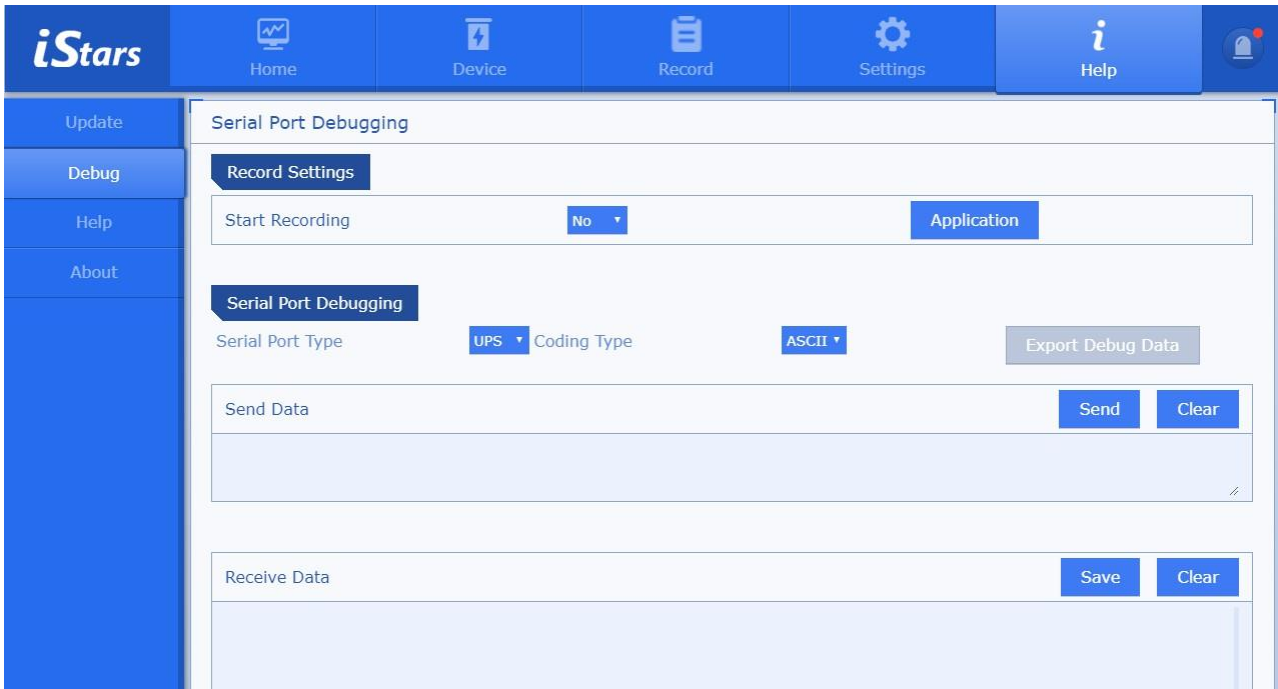 iStars
Home
Device
Record
Settings
Help
Update
Debug
Help
About
Serial Port Debugging
Record Settings
Start Recording No Application
Serial Port Debugging
Serial Port Type UPS Coding Type ASCII Export Debug Data
Send Data Send Clear
Receive Data Save Clear